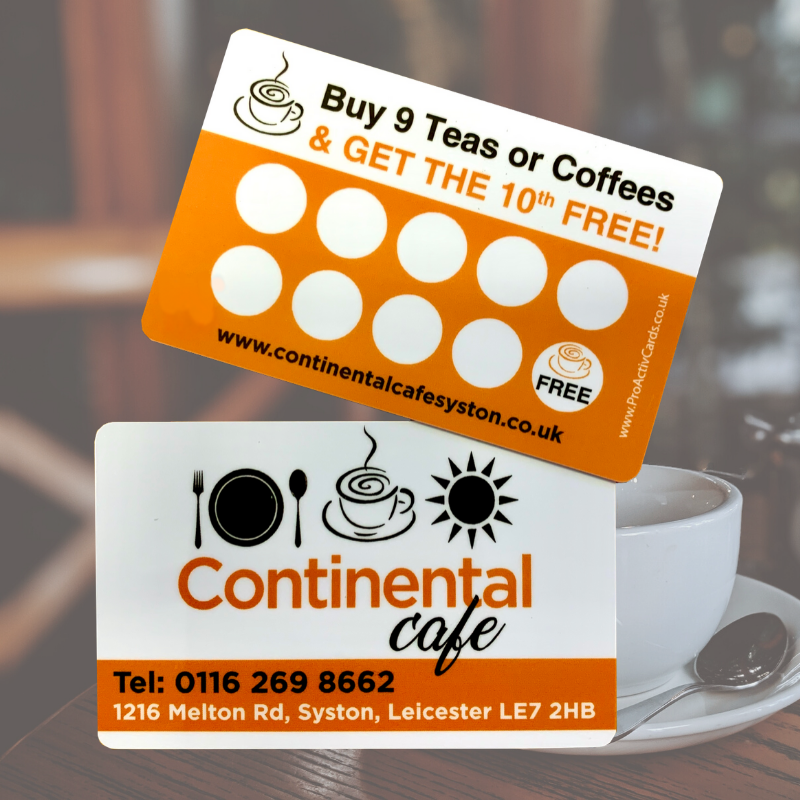 Buy 9 Teas or Coffees
& GET THE 10th FREE!
FREE
www.continentalcafesyston.co.uk
www.ProActivCards.co.uk
Continental
cafe
Tel: 0116 269 8662
1216 Melton Rd, Syston, Leicester LE7 2HB